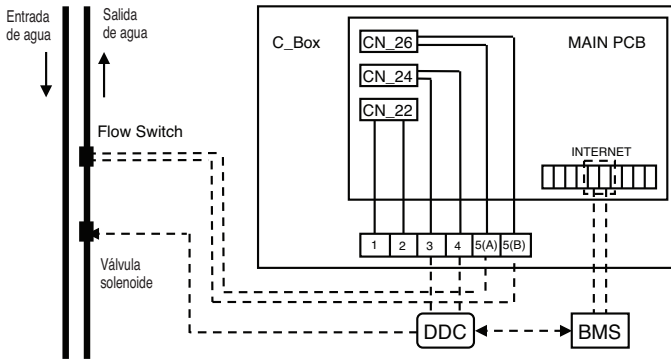 Entrada
de agua
Salida
de agua
C_Box
CN_26
MAIN PCB
CN_24
CN_22
Flow Switch
INTERNET
1 2 3 4 5(A) 5(B)
Válvula
solenoide
DDC
BMS